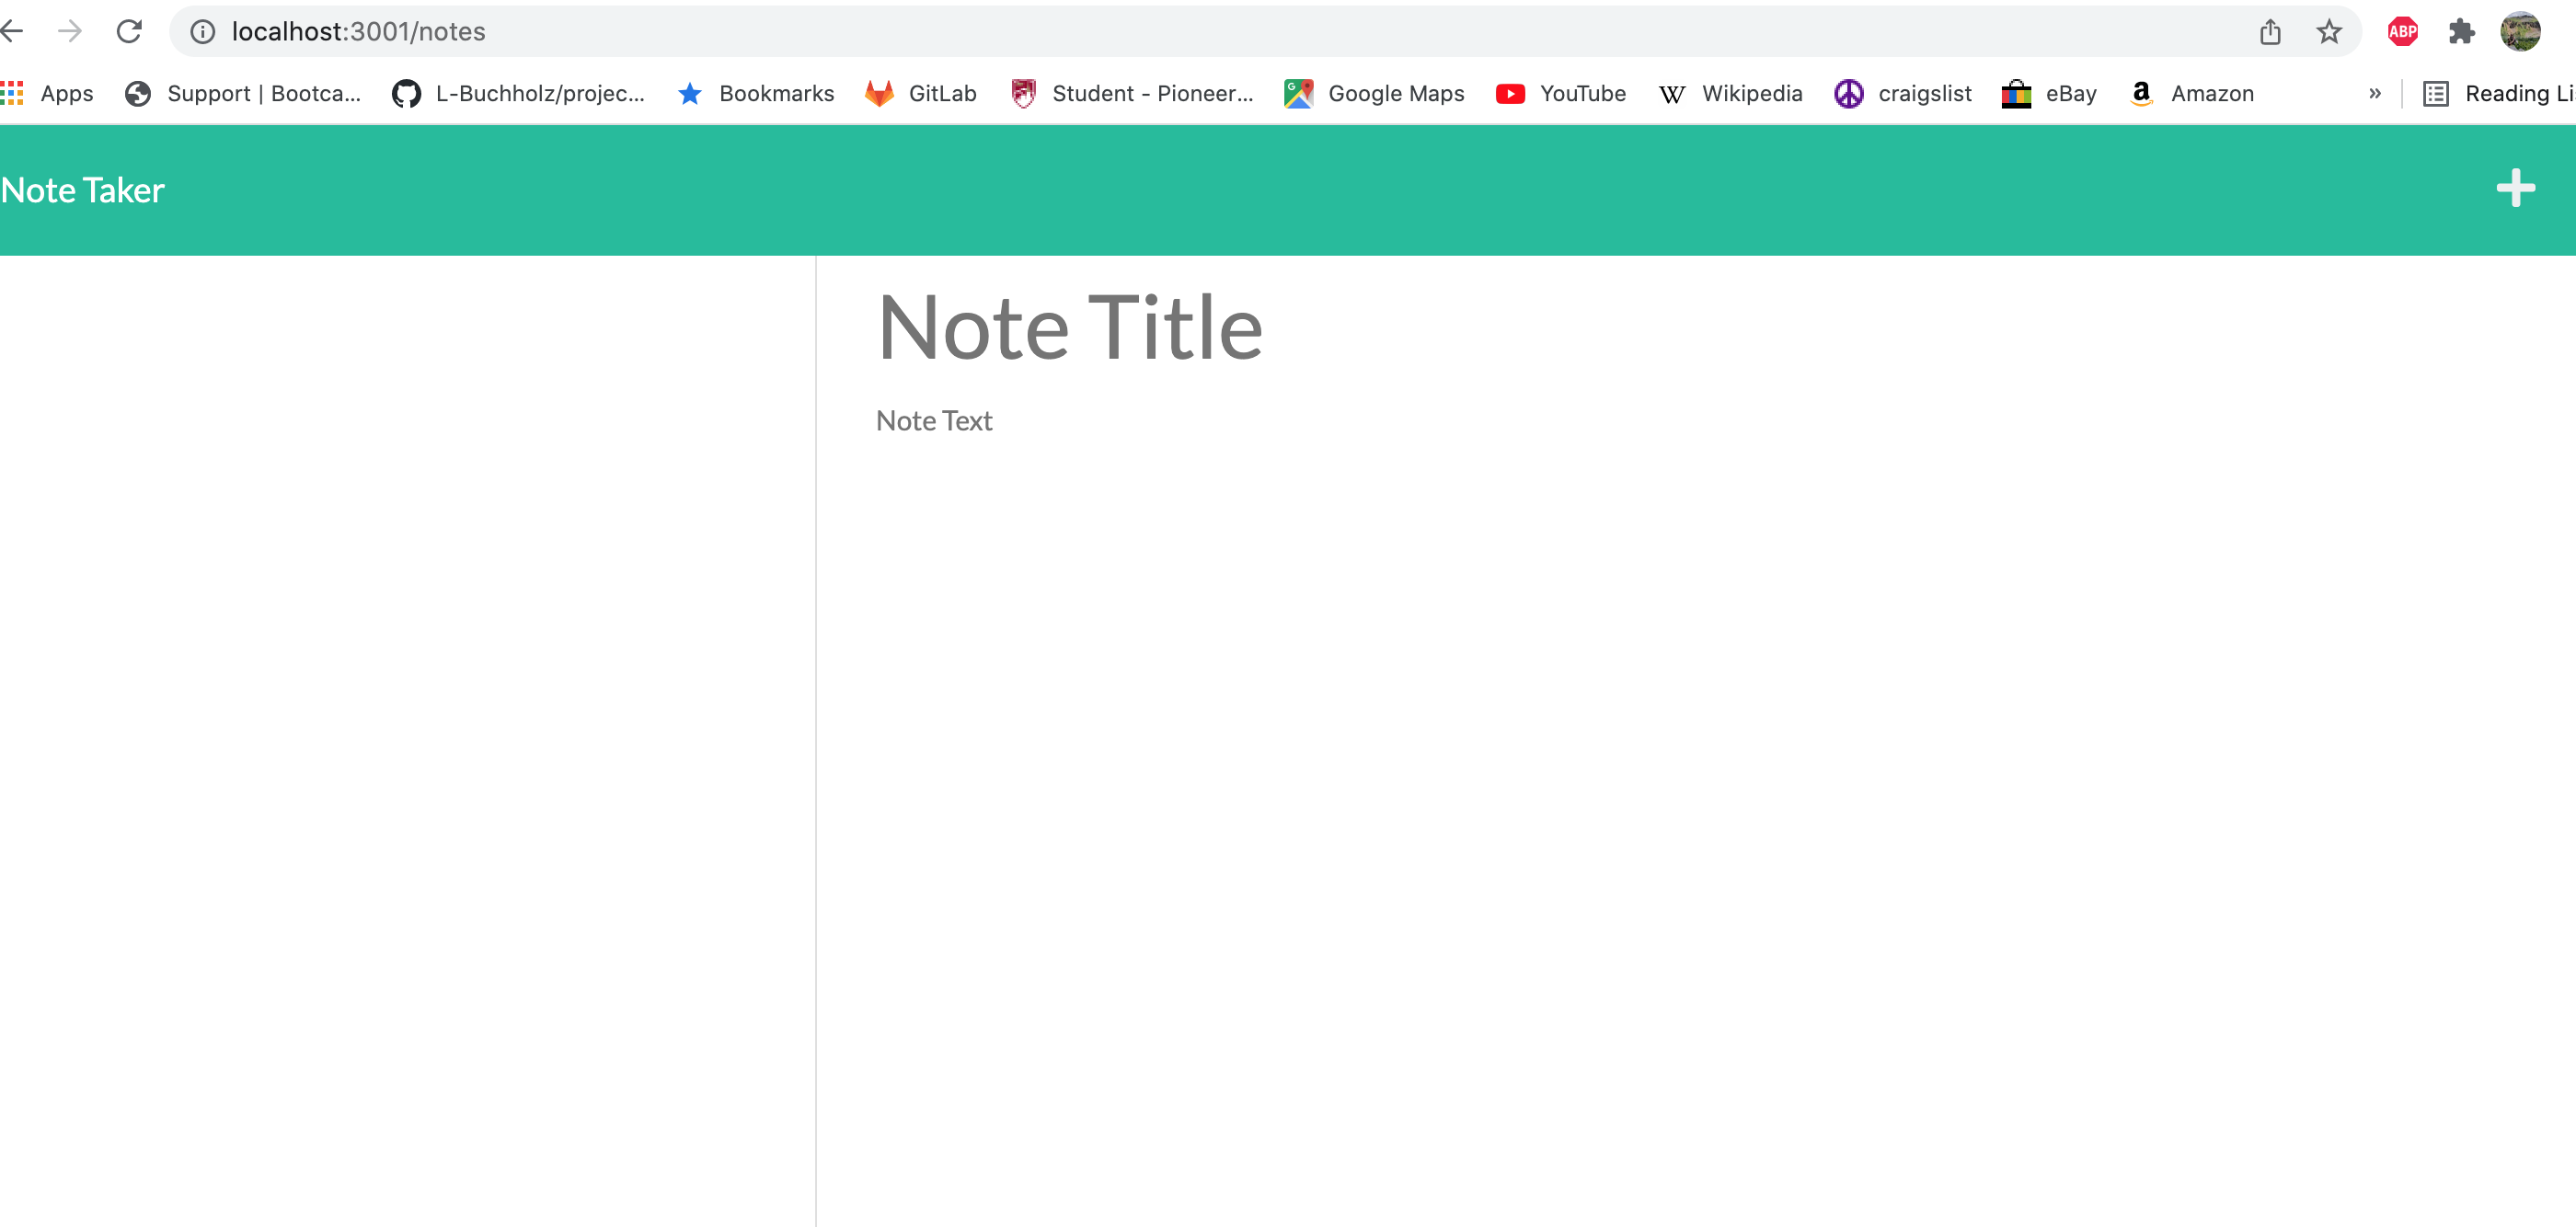 localhost:3001/notes
ABP
Apps Support | Bootca... L-Buchholz/projec... Bookmarks GitLab Student - Pioneer... Google Maps YouTube W Wikipedia craigslist eBay a Amazon » Reading Li
Note Taker
Note Title
Note Text